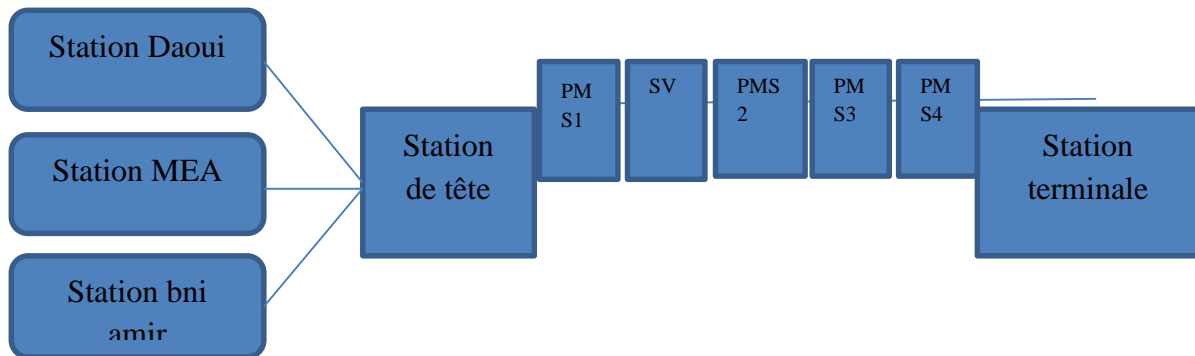 Station Daoui
Station MEA
Station bni
amir
Station
de tête
PM
S1
SV
PMS
2
PM
S3
PM
S4
Station
terminale